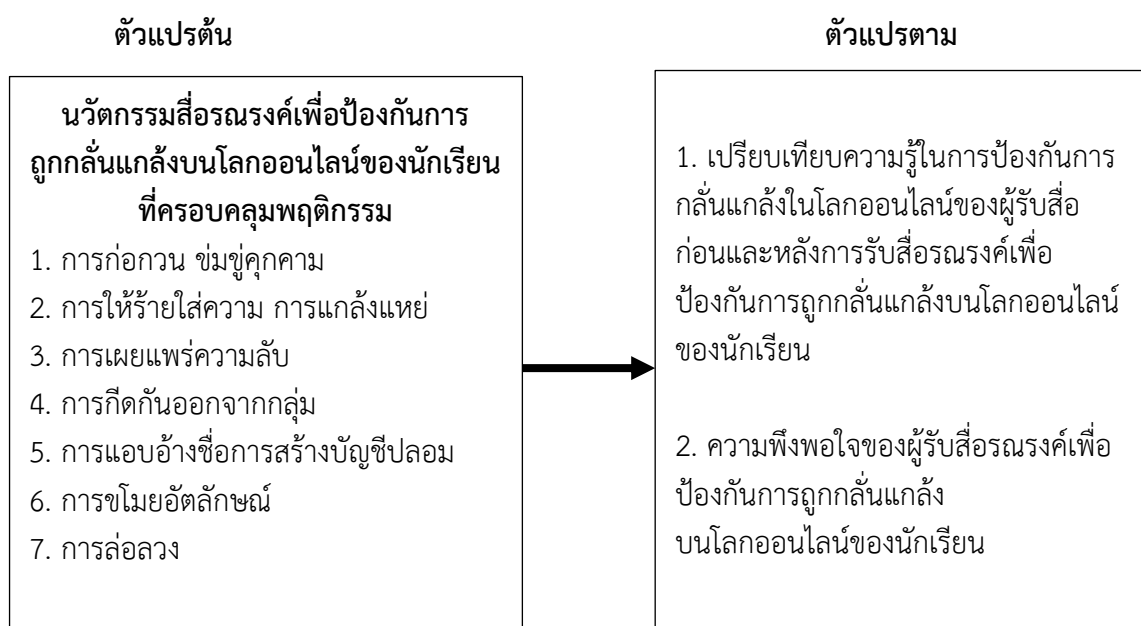 ตัวแปรต้น
ตัวแปรตาม
นวัตกรรมสื่อรณรงค์เพื่อป้องกันการ
ถูกกลั่นแกล้งบนโลกออนไลน์ของนักเรียน
ที่ครอบคลุมพฤติกรรม
1. การก่อกวน ข่มขู่คุกคาม
2. การให้ร้ายใส่ความ การแกล้งแหย่
3. การเผยแพร่ความลับ
4. การกีดกันออกจากกลุ่ม
5. การแอบอ้างชื่อการสร้างบัญชีปลอม
6. การขโมยอัตลักษณ์
7. การล่อลวง
1. เปรียบเทียบความรู้ในการป้องกันการ
กลั่นแกล้งในโลกออนไลน์ของผู้รับสื่อ
ก่อนและหลังการรับสื่อรณรงค์เพื่อ
ป้องกันการถูกกลั่นแกล้งบนโลกออนไลน์
ของนักเรียน
2. ความพึงพอใจของผู้รับสื่อรณรงค์เพื่อ
ป้องกันการถูกกลั่นแกล้ง
บนโลกออนไลน์ของนักเรียน